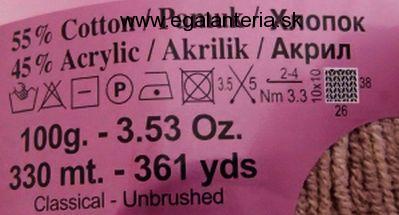 www.egalanteria.sk
55% Cotton / Pamuk / Хлопок
45% Acrylic / Akrilik / Акрил
P 3.5 5 2-4 Nm 3.3 10x10 38 26
100g. - 3.53 Oz.
330 mt. - 361 yds
Classical - Unbrushed